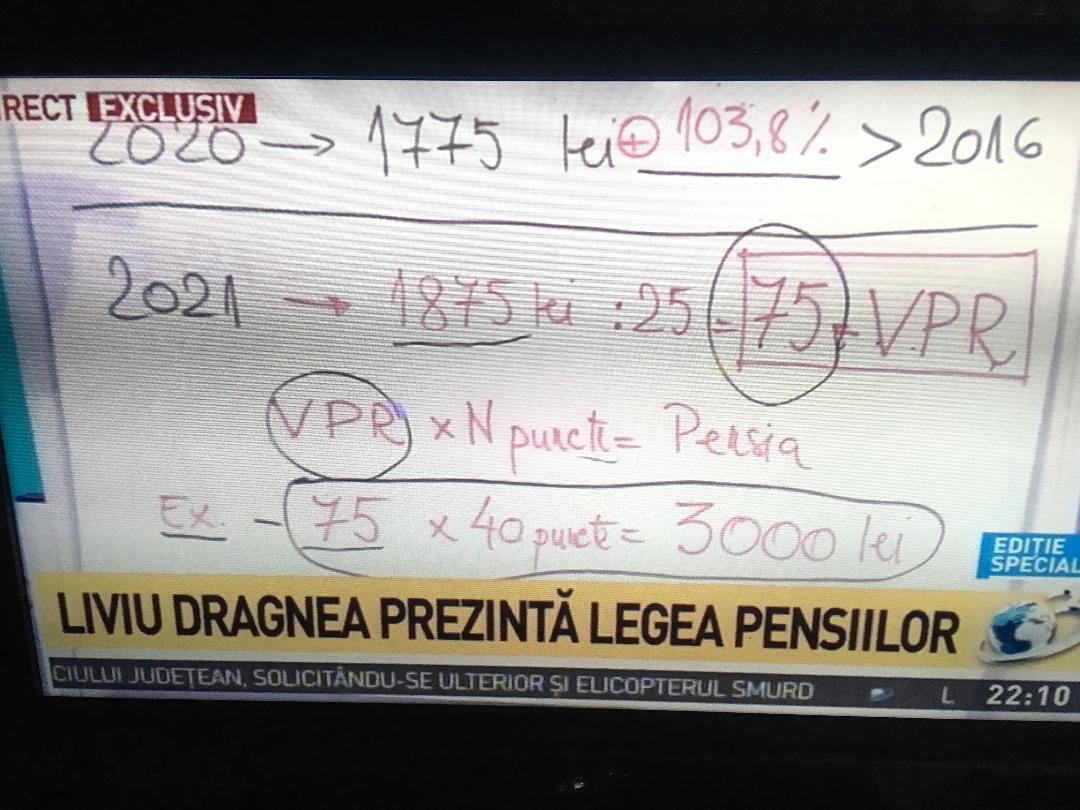 RECT EXCLUSIV
2020 → 1775 lei ⊕ 103,8% > 2016
2021 → 1875 lei : 25 = 75 = V.P.R
VPR x N puncte = Pensia
Ex. - 75 x 40 puncte = 3000 lei
EDITIE
SPECIAL
LIVIU DRAGNEA PREZINTĂ LEGEA PENSIILOR
CIULUI JUDEȚEAN, SOLICITÂNDU-SE ULTERIOR ȘI ELICOPTERUL SMURD L 22:10